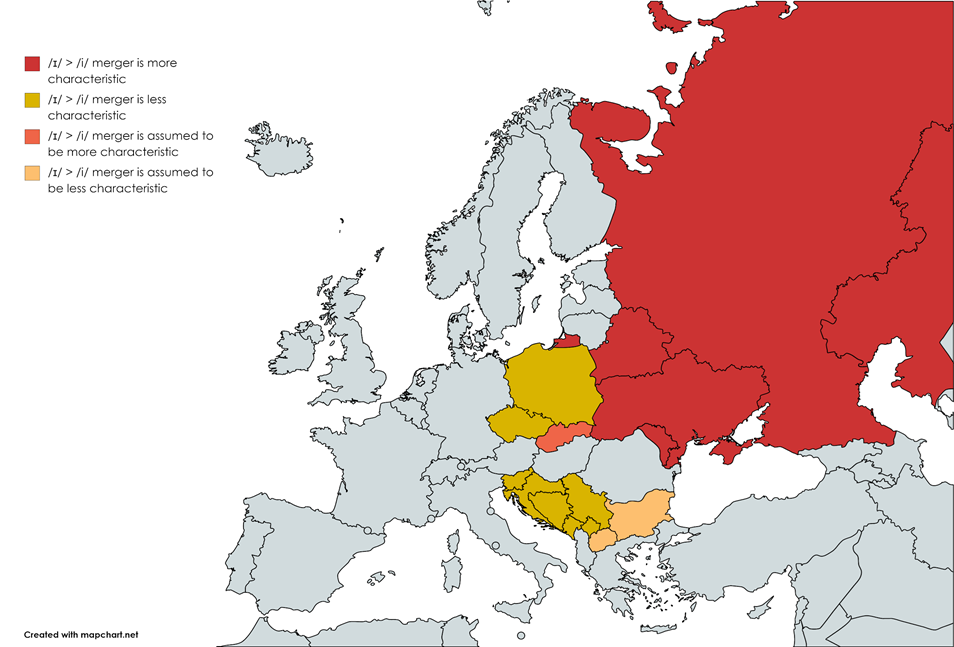 /ɪ/ > /i/ merger is more
characteristic
/ɪ/ > /i/ merger is less
characteristic
/ɪ/ > /i/ merger is assumed to
be more characteristic
/ɪ/ > /i/ merger is assumed to
be less characteristic
Created with mapchart.net